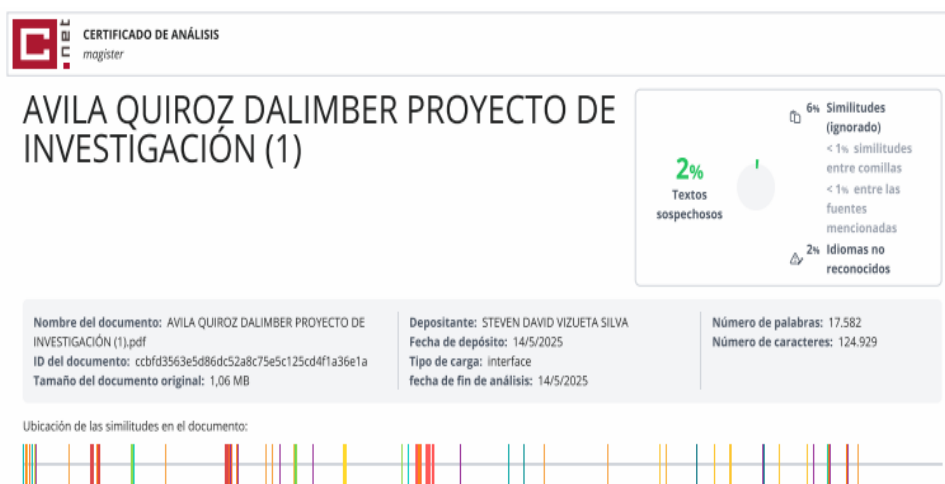 C
.net
CERTIFICADO DE ANÁLISIS
magister
AVILA QUIROZ DALIMBER PROYECTO DE
INVESTIGACIÓN (1)
2%
Textos
sospechosos
6% Similitudes
(ignorado)
< 1% similitudes
entre comillas
< 1% entre las
fuentes
mencionadas
2% Idiomas no
reconocidos
Nombre del documento: AVILA QUIROZ DALIMBER PROYECTO DE
INVESTIGACIÓN (1).pdf
ID del documento: ccbfd3563e5d86dc52a8c75e5c125cd4f1a36e1a
Tamaño del documento original: 1,06 MB
Depositante: STEVEN DAVID VIZUETA SILVA
Fecha de depósito: 14/5/2025
Tipo de carga: interface
fecha de fin de análisis: 14/5/2025
Número de palabras: 17.582
Número de caracteres: 124.929
Ubicación de las similitudes en el documento: